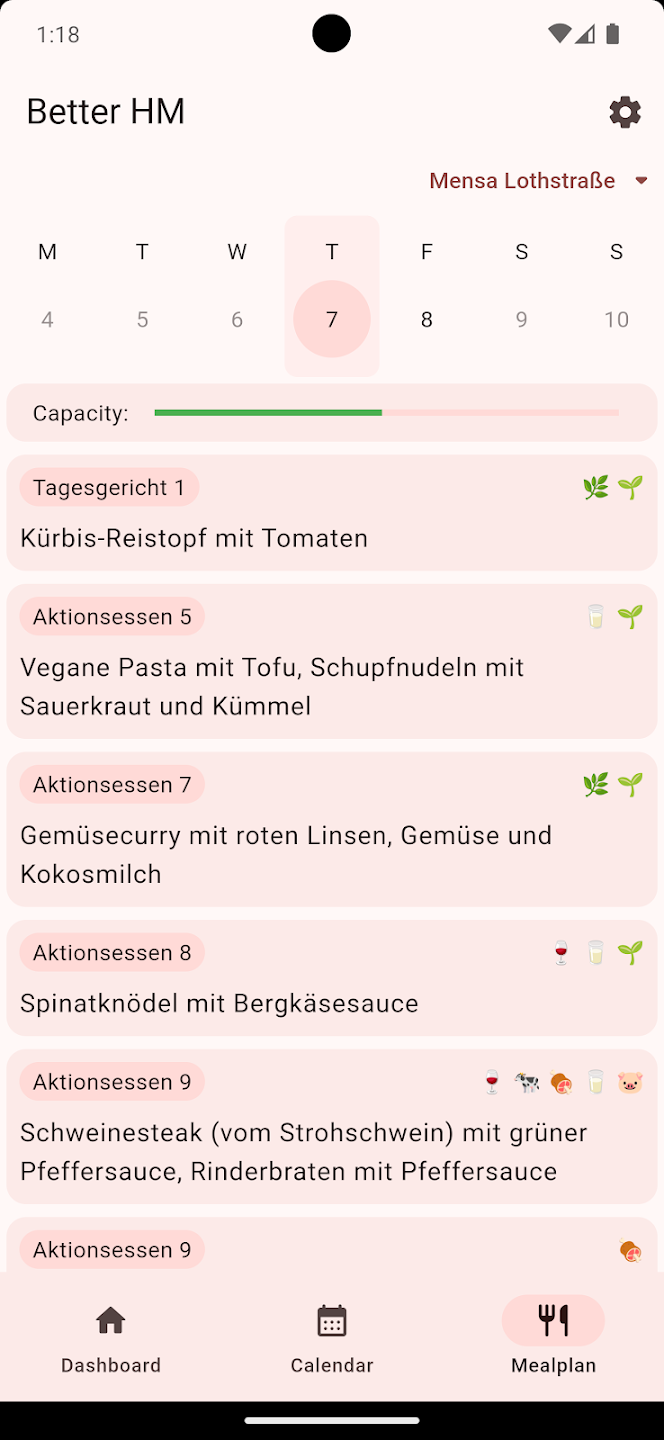 1:18
Better HM
Mensa Lothstraße
M T W T F S S
4 5 6 7 8 9 10
Capacity:
Tagesgericht 1
Kürbis-Reistopf mit Tomaten
Aktionsessen 5
Vegane Pasta mit Tofu, Schupfnudeln mit
Sauerkraut und Kümmel
Aktionsessen 7
Gemüsecurry mit roten Linsen, Gemüse und
Kokosmilch
Aktionsessen 8
Spinatknödel mit Bergkäsesauce
Aktionsessen 9
Schweinesteak (vom Strohschwein) mit grüner
Pfeffersauce, Rinderbraten mit Pfeffersauce
Aktionsessen 9
Dashboard Calendar Mealplan